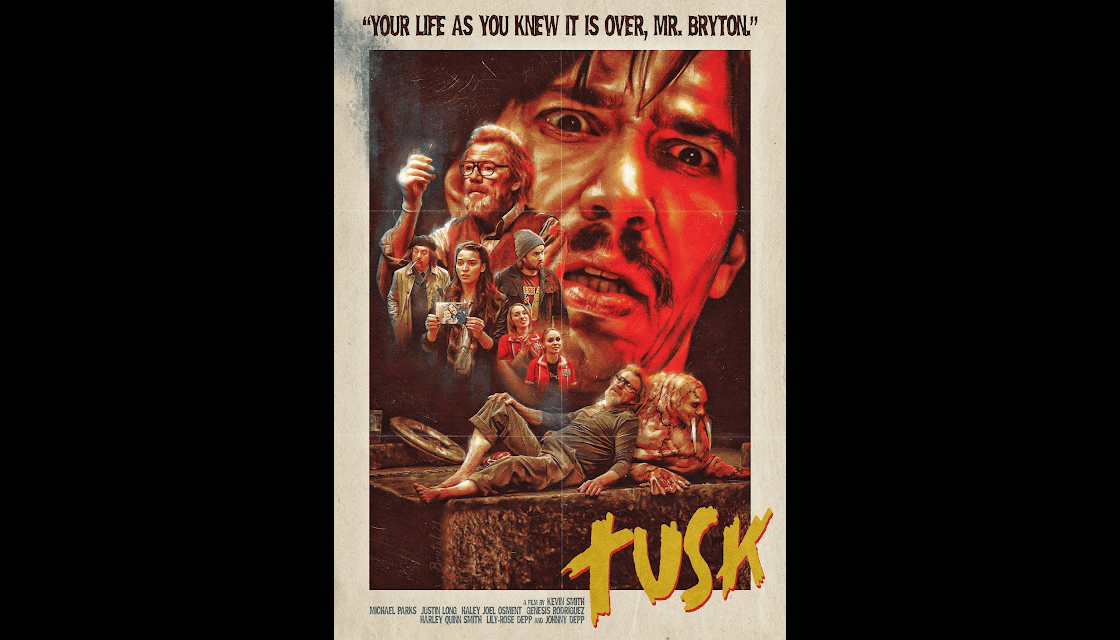 “YOUR LIFE AS YOU KNEW IT IS OVER, MR. BRYTON.”
TUSK
A FILM BY KEVIN SMITH
MICHAEL PARKS JUSTIN LONG HALEY JOEL OSMENT GENESIS RODRIGUEZ
HARLEY QUINN SMITH LILY-ROSE DEPP AND JOHNNY DEPP